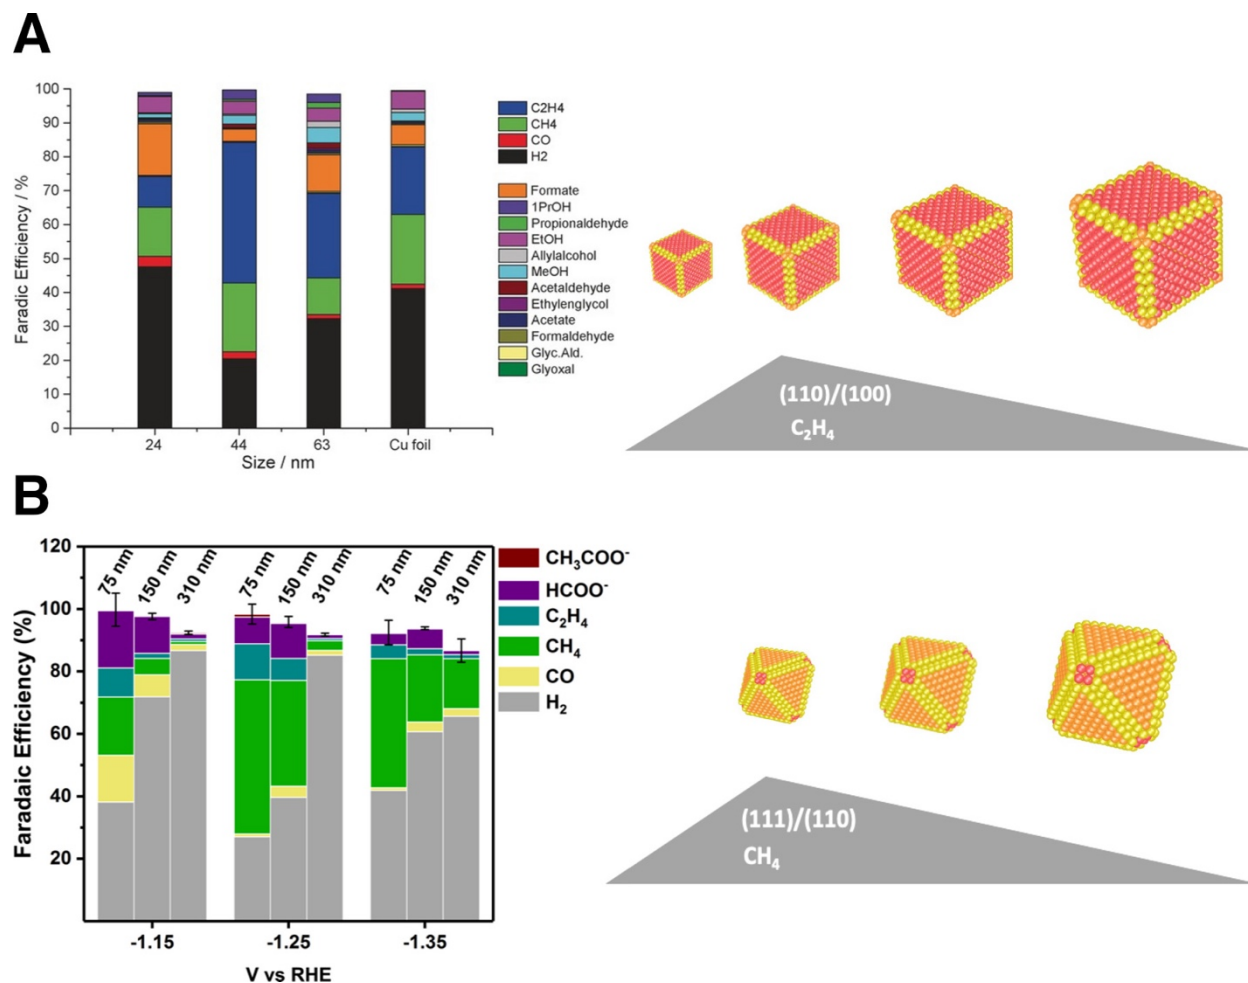 A
Faradic Efficiency / %
100
90
80
70
60
50
40
30
20
10
0
24
44
63
Cu foil
Size / nm
C2H4
CH4
CO
H2
Formate
1PrOH
Propionaldehyde
EtOH
Allylalcohol
MeOH
Acetaldehyde
Ethylenglycol
Acetate
Formaldehyde
Glyc.Ald.
Glyoxal
(110)/(100)
C₂H₄
B
Faradaic Efficiency (%)
120
100
80
60
40
20
75 nm
150 nm
310 nm
75 nm
150 nm
310 nm
75 nm
150 nm
310 nm
-1.15
-1.25
-1.35
V vs RHE
CH₃COO⁻
HCOO⁻
C₂H₄
CH₄
CO
H₂
(111)/(110)
CH₄